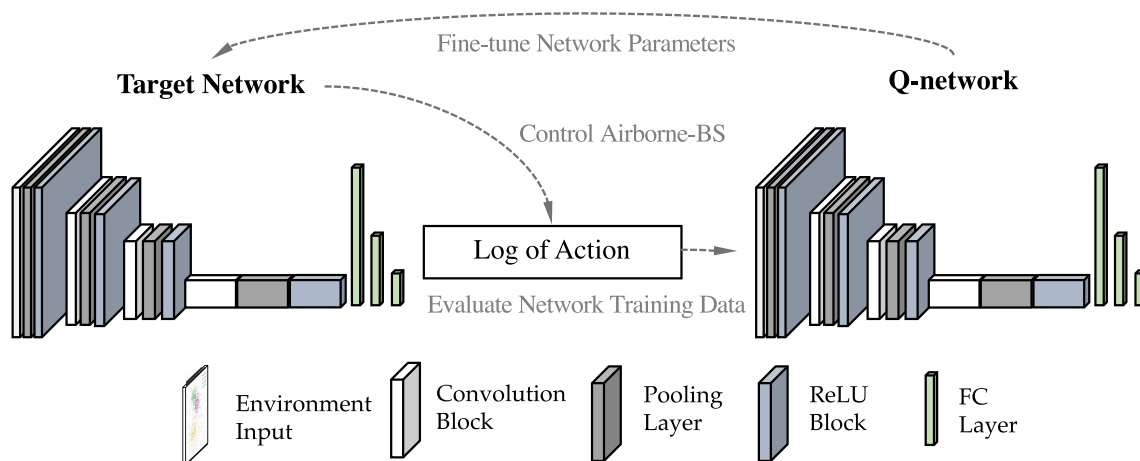 Fine-tune Network Parameters
Target Network
Q-network
Control Airborne-BS
Log of Action
Evaluate Network Training Data
Environment
Input
Convolution
Block
Pooling
Layer
ReLU
Block
FC
Layer